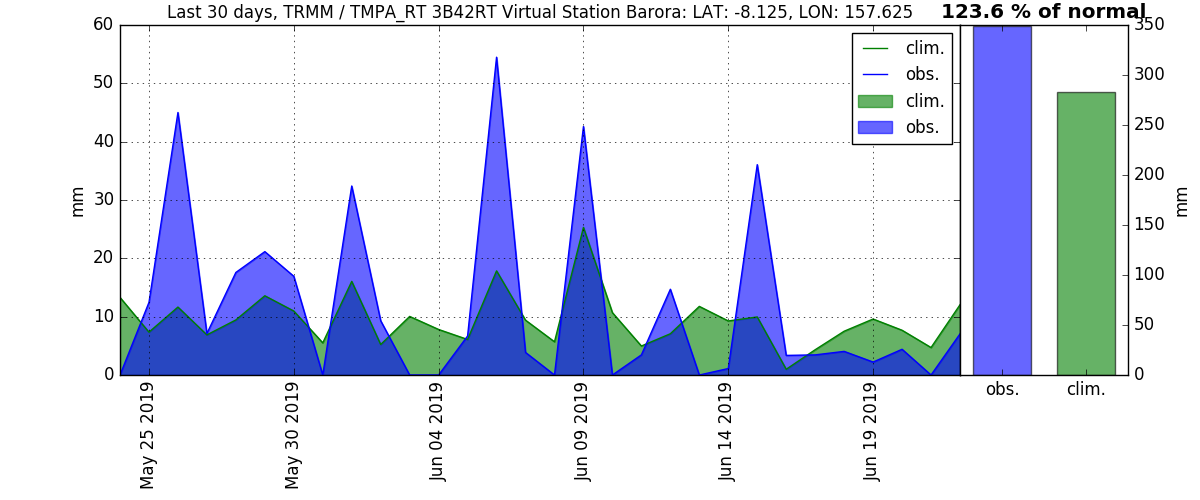 Last 30 days, TRMM / TMPA_RT 3B42RT Virtual Station Barora: LAT: -8.125, LON: 157.625
123.6 % of normal
60
50
40
30
20
10
0
mm
clim.
obs.
clim.
obs.
350
300
250
200
150
100
50
0
mm
May 25 2019
May 30 2019
Jun 04 2019
Jun 09 2019
Jun 14 2019
Jun 19 2019
obs.
clim.